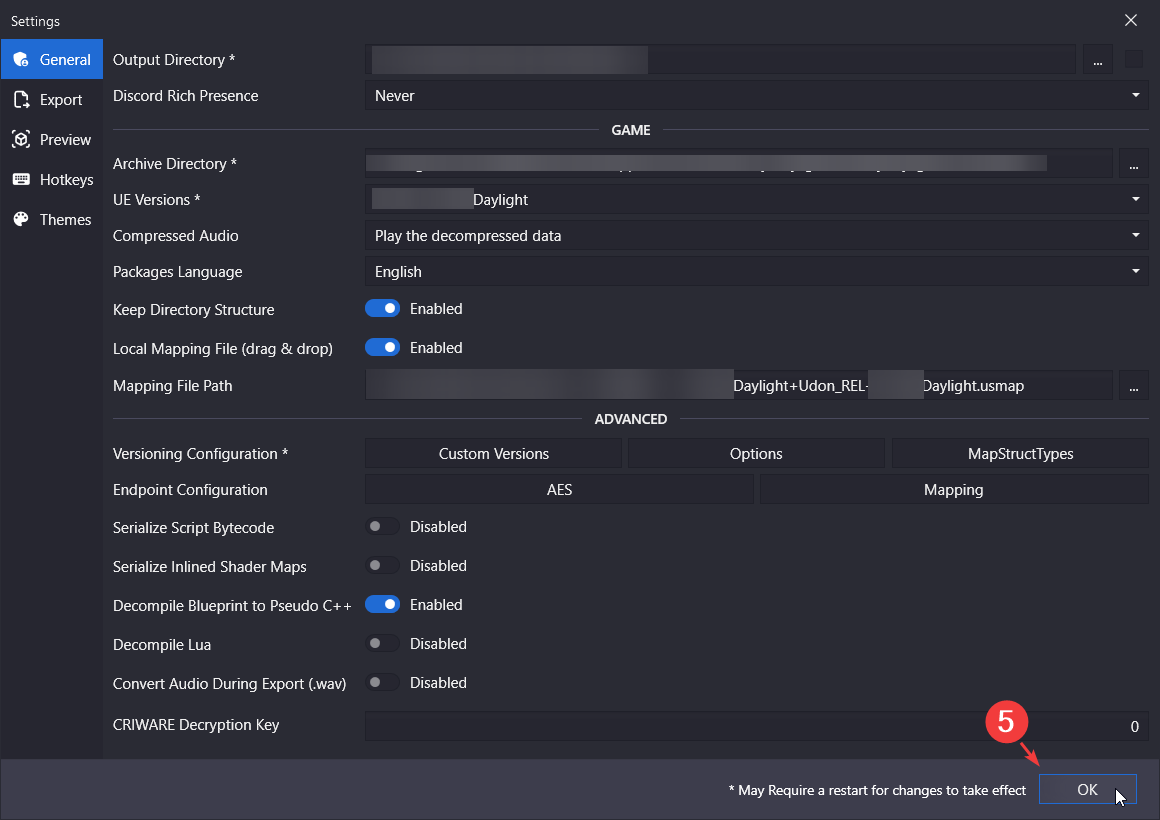 Settings
General
Export
Preview
Hotkeys
Themes
Output Directory *
...
Discord Rich Presence Never
GAME
Archive Directory *
...
UE Versions * Daylight
Compressed Audio Play the decompressed data
Packages Language English
Keep Directory Structure Enabled
Local Mapping File (drag & drop) Enabled
Mapping File Path Daylight+Udon_REL- Daylight.usmap ...
ADVANCED
Versioning Configuration * Custom Versions Options MapStructTypes
Endpoint Configuration AES Mapping
Serialize Script Bytecode Disabled
Serialize Inlined Shader Maps Disabled
Decompile Blueprint to Pseudo C++ Enabled
Decompile Lua Disabled
Convert Audio During Export (.wav) Disabled
CRIWARE Decryption Key 0
5
* May Require a restart for changes to take effect OK